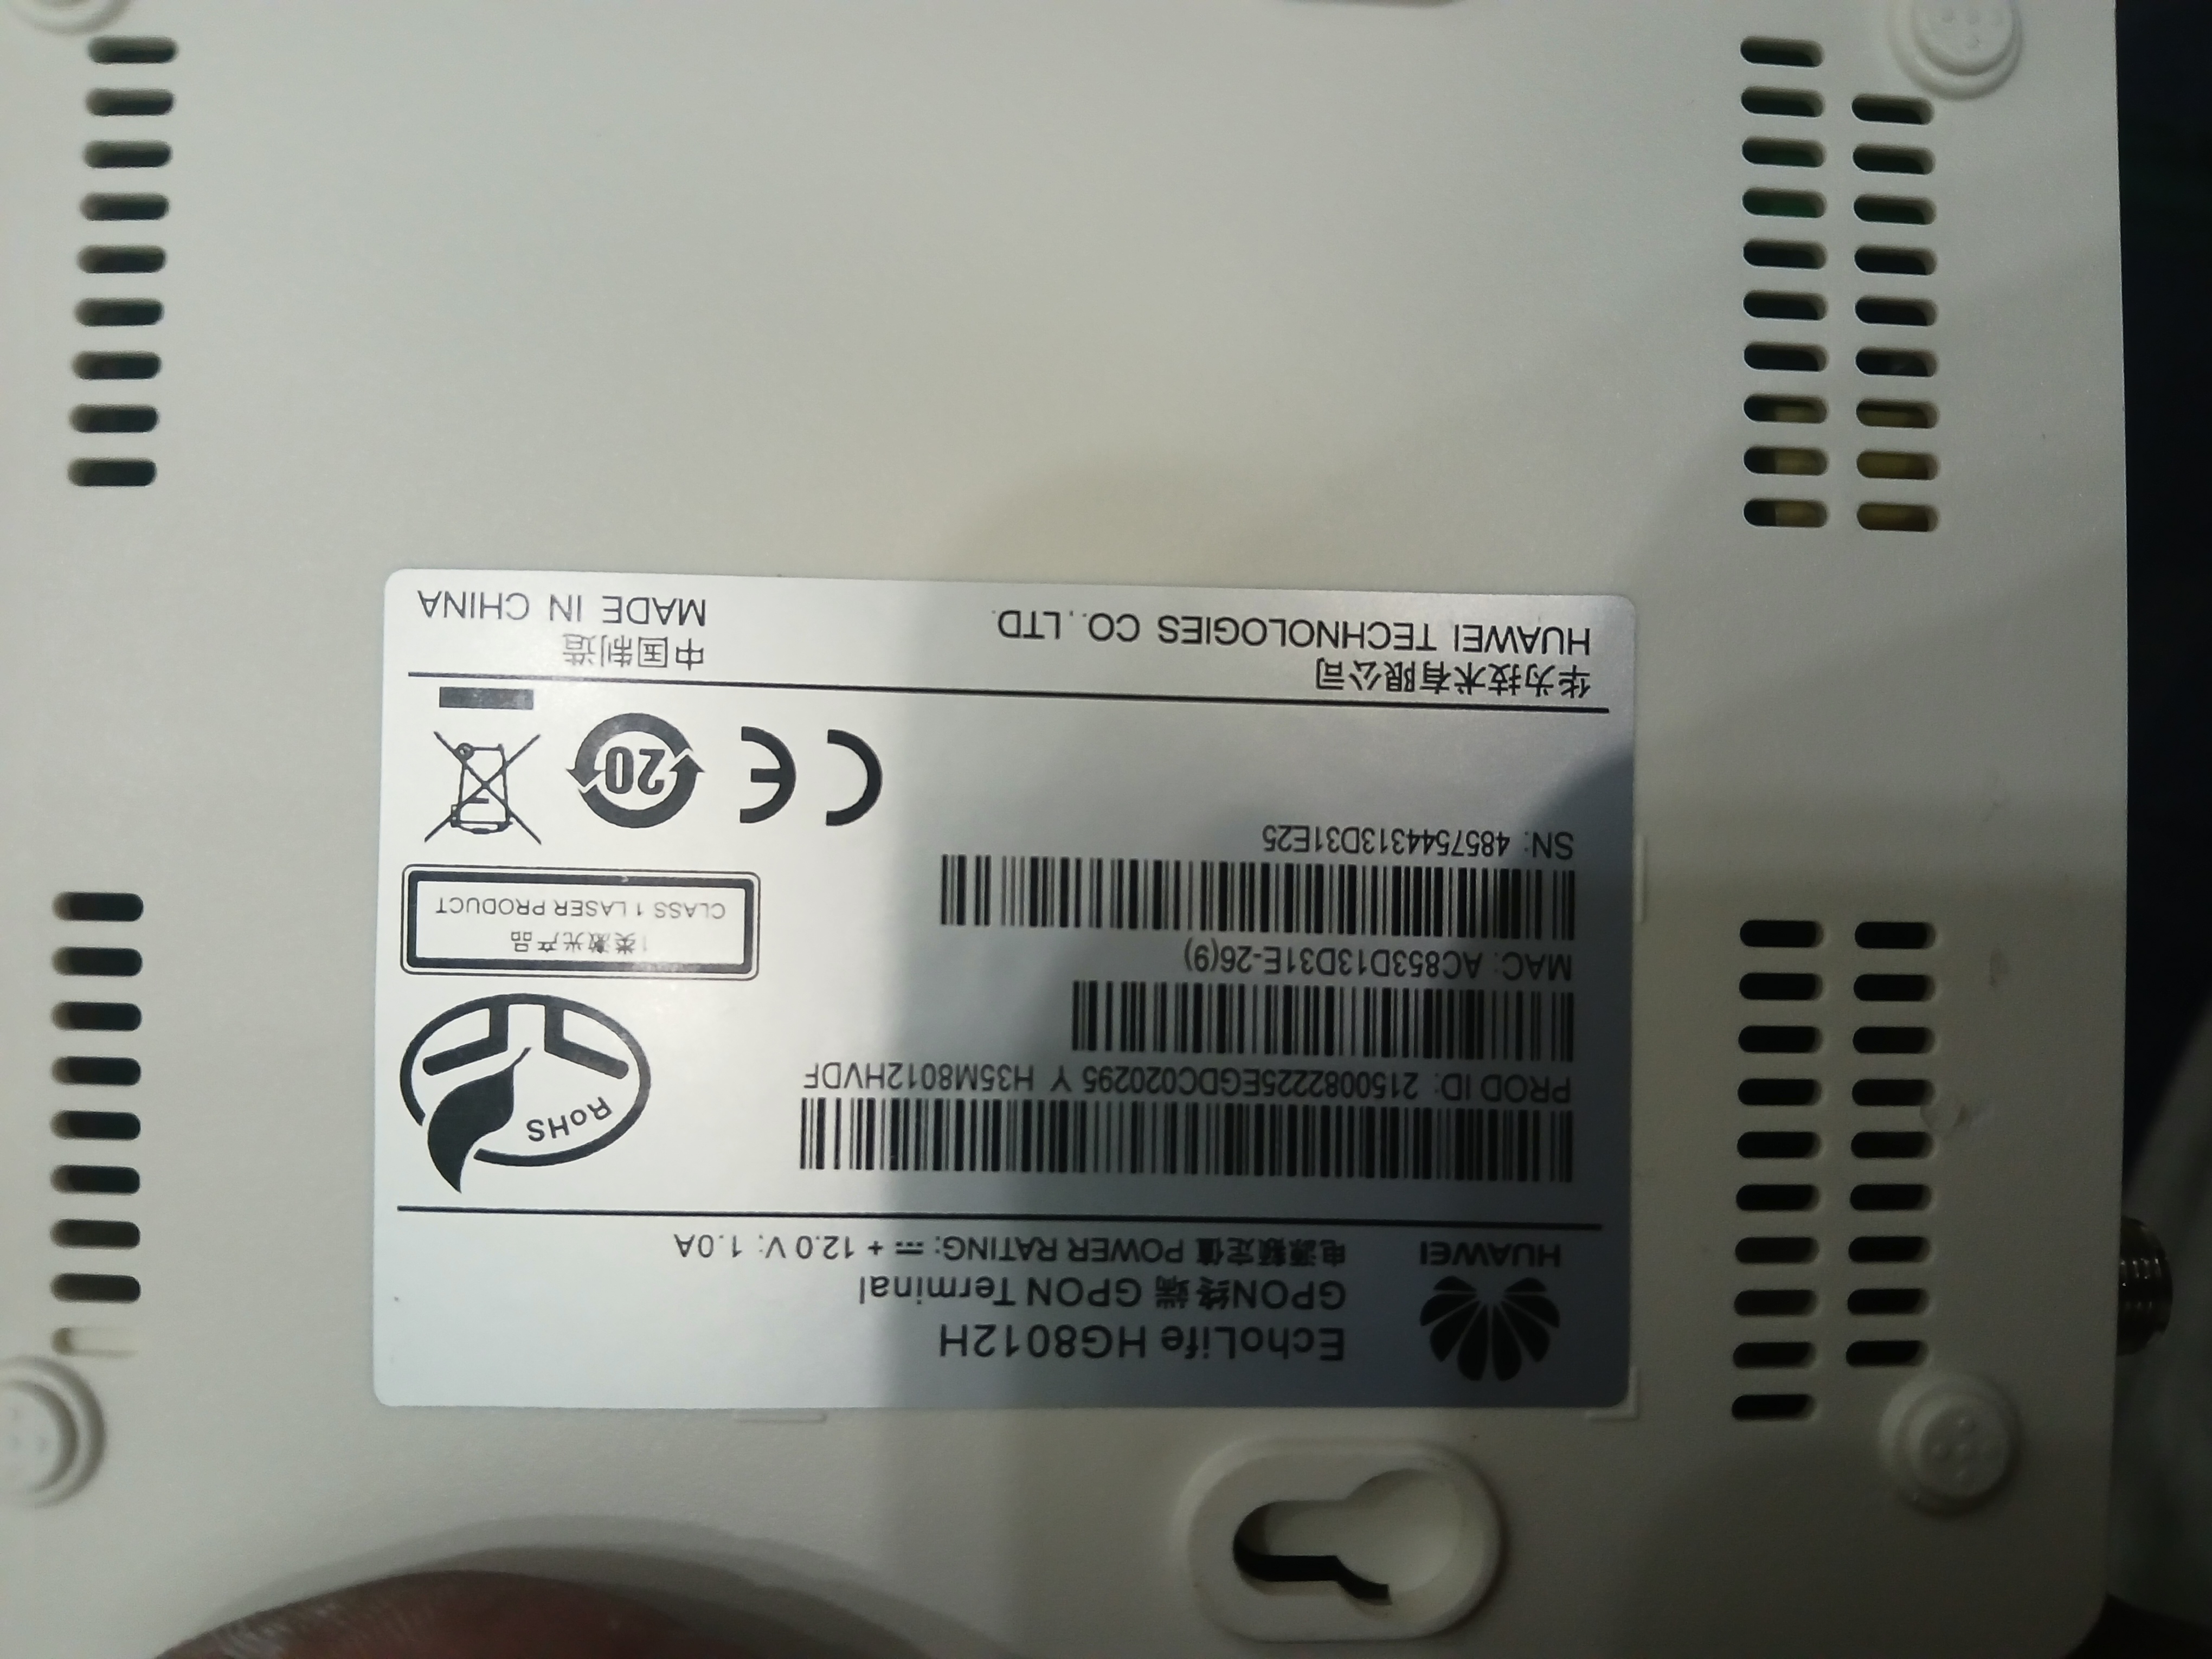 HUAWEI
EchoLife HG8012H
GPON终端 GPON Terminal
电源额定值 POWER RATING: ⎓ + 12.0 V: 1.0A
PROD ID: 2150082225EGDC020295 Y H35M8012HVDF
MAC: AC853D13D31E-26(9)
SN: 4857544313D31E25
RoHS
1类激光产品
CLASS 1 LASER PRODUCT
CE
20
华为技术有限公司
HUAWEI TECHNOLOGIES CO., LTD.
中国制造
MADE IN CHINA